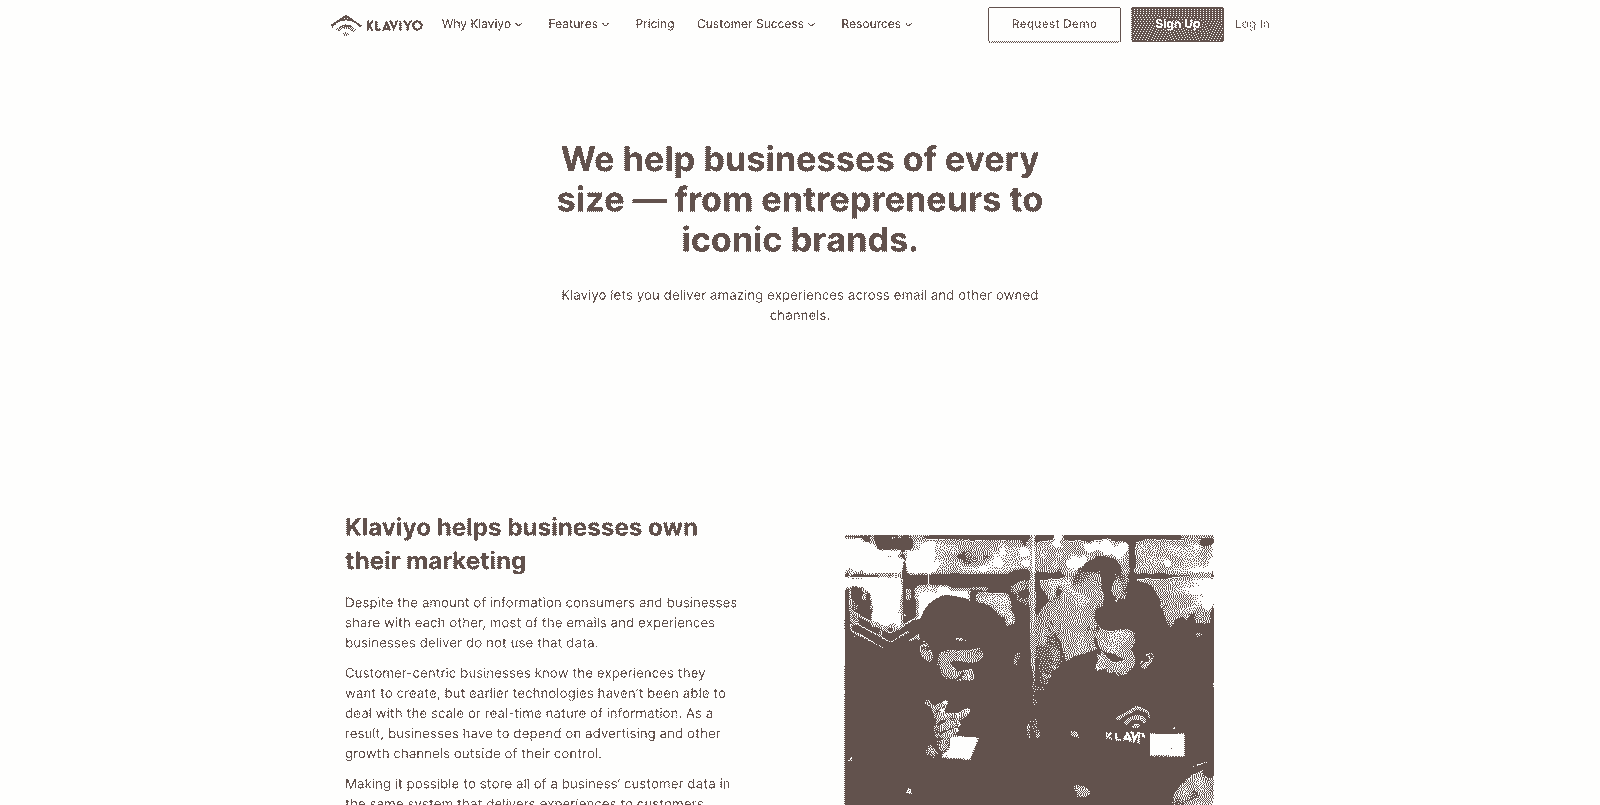 KLAVIYO Why Klaviyo Features Pricing Customer Success Resources Request Demo Sign Up Log In
We help businesses of every
size — from entrepreneurs to
iconic brands.
Klaviyo lets you deliver amazing experiences across email and other owned
channels.
Klaviyo helps businesses own
their marketing
Despite the amount of information consumers and businesses
share with each other, most of the emails and experiences
businesses deliver do not use that data.
Customer-centric businesses know the experiences they
want to create, but earlier technologies haven't been able to
deal with the scale or real-time nature of information. As a
result, businesses have to depend on advertising and other
growth channels outside of their control.
Making it possible to store all of a business' customer data in
the same system that delivers experiences to customers
KLAVI